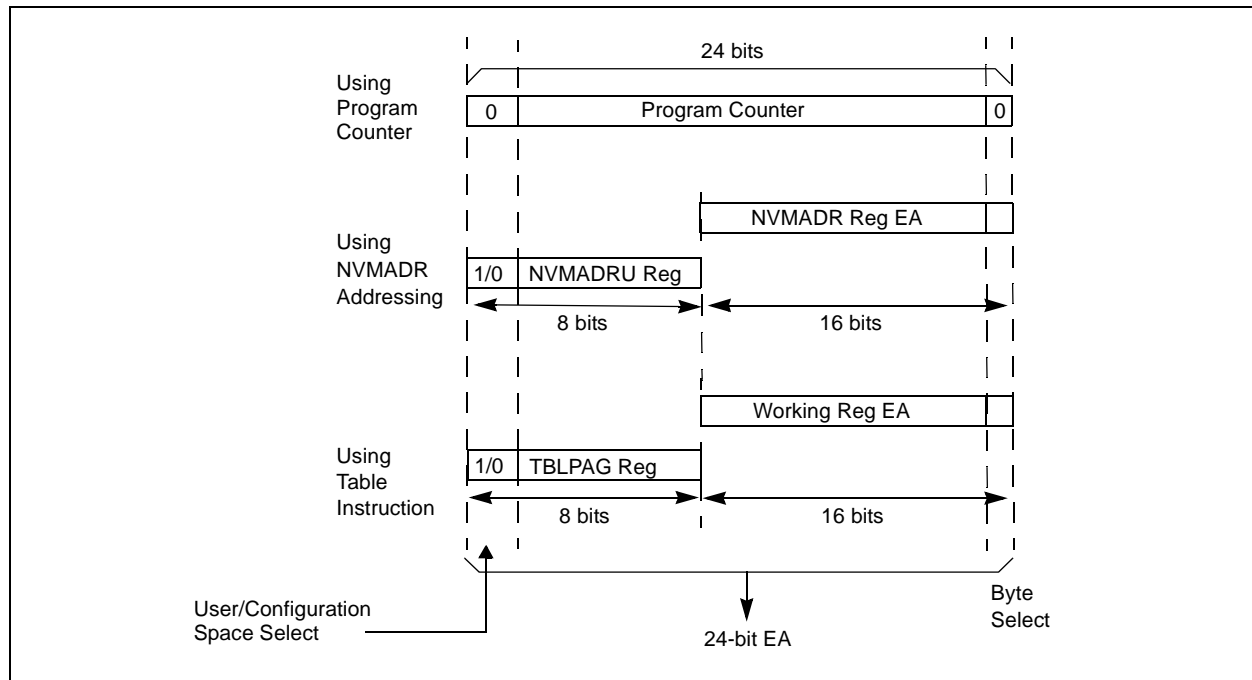 24 bits
Using
Program
Counter
0
Program Counter
0
NVMADR Reg EA
Using
NVMADR
Addressing
1/0
NVMADRU Reg
8 bits
16 bits
Working Reg EA
Using
Table
Instruction
1/0
TBLPAG Reg
8 bits
16 bits
User/Configuration
Space Select
24-bit EA
Byte
Select